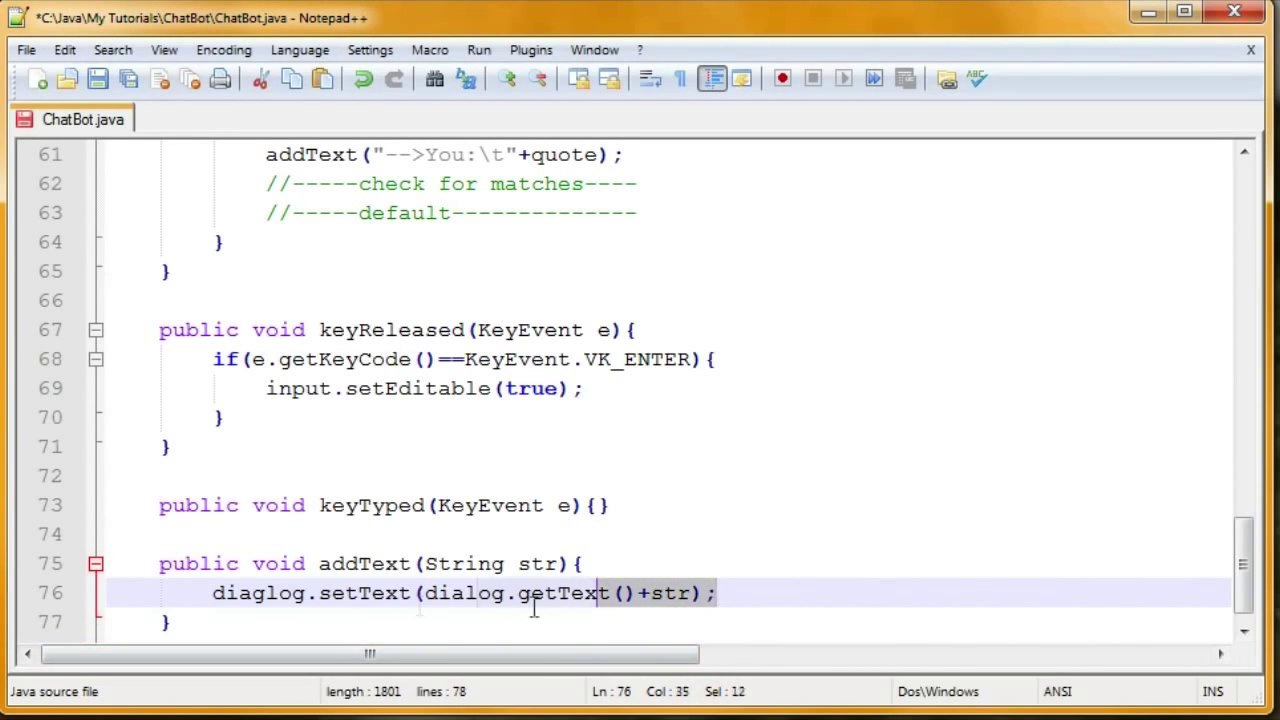 *C:\Java\My Tutorials\ChatBot\ChatBot.java - Notepad++
File Edit Search View Encoding Language Settings Macro Run Plugins Window ? X
ABC
ChatBot.java
61 addText("-->You:\t"+quote);
62 //-----check for matches----
63 //-----default--------------
64 }
65 }
66
67 public void keyReleased(KeyEvent e){
68 if(e.getKeyCode()==KeyEvent.VK_ENTER){
69 input.setEditable(true);
70 }
71 }
72
73 public void keyTyped(KeyEvent e){}
74
75 public void addText(String str){
76 diaglog.setText(dialog.getText()+str);
77 }
Java source file length : 1801 lines : 78 Ln : 76 Col : 35 Sel : 12 Dos\Windows ANSI INS